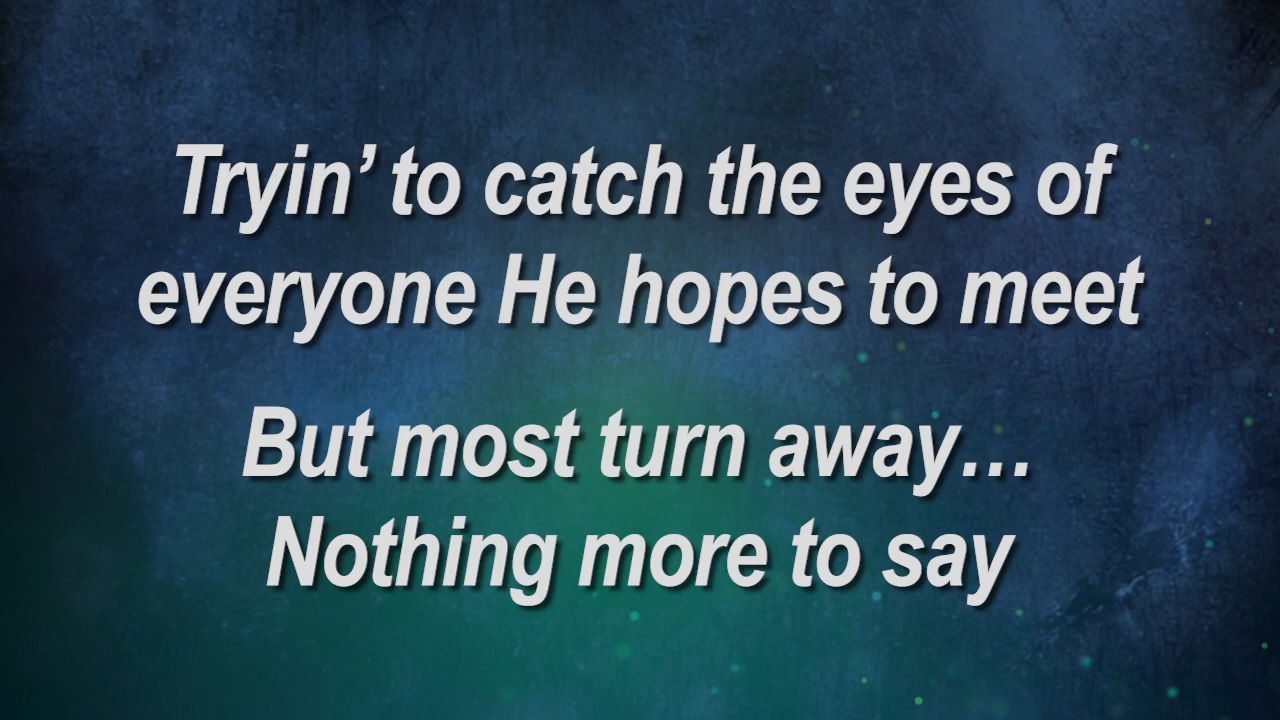 Tryin’ to catch the eyes of
everyone He hopes to meet
But most turn away…
Nothing more to say